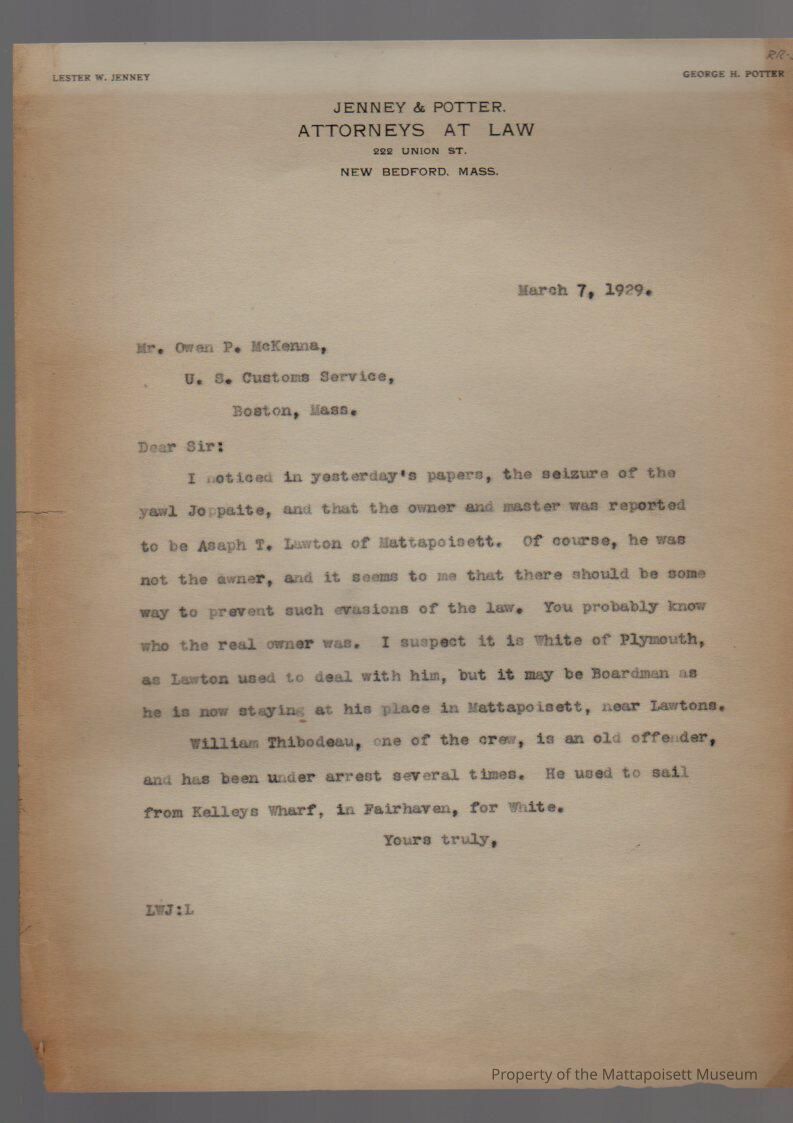 RR-
LESTER W. JENNEY
GEORGE H. POTTER
JENNEY & POTTER.
ATTORNEYS AT LAW
222 UNION ST.
NEW BEDFORD. MASS.
March 7, 1929.
Mr. Owen P. McKenna,
U. S. Customs Service,
Boston, Mass.
Dear Sir:
I noticed in yesterday's papers, the seizure of the
yawl Joppaite, and that the owner and master was reported
to be Asaph T. Lawton of Mattapoisett. Of course, he was
not the owner, and it seems to me that there should be some
way to prevent such evasions of the law. You probably know
who the real owner was. I suspect it is White of Plymouth,
as Lawton used to deal with him, but it may be Boardman as
he is now staying at his place in Mattapoisett, near Lawtons.
William Thibodeau, one of the crew, is an old offender,
and has been under arrest several times. He used to sail
from Kelleys Wharf, in Fairhaven, for White.
Yours truly,
LWJ:L
Property of the Mattapoisett Museum